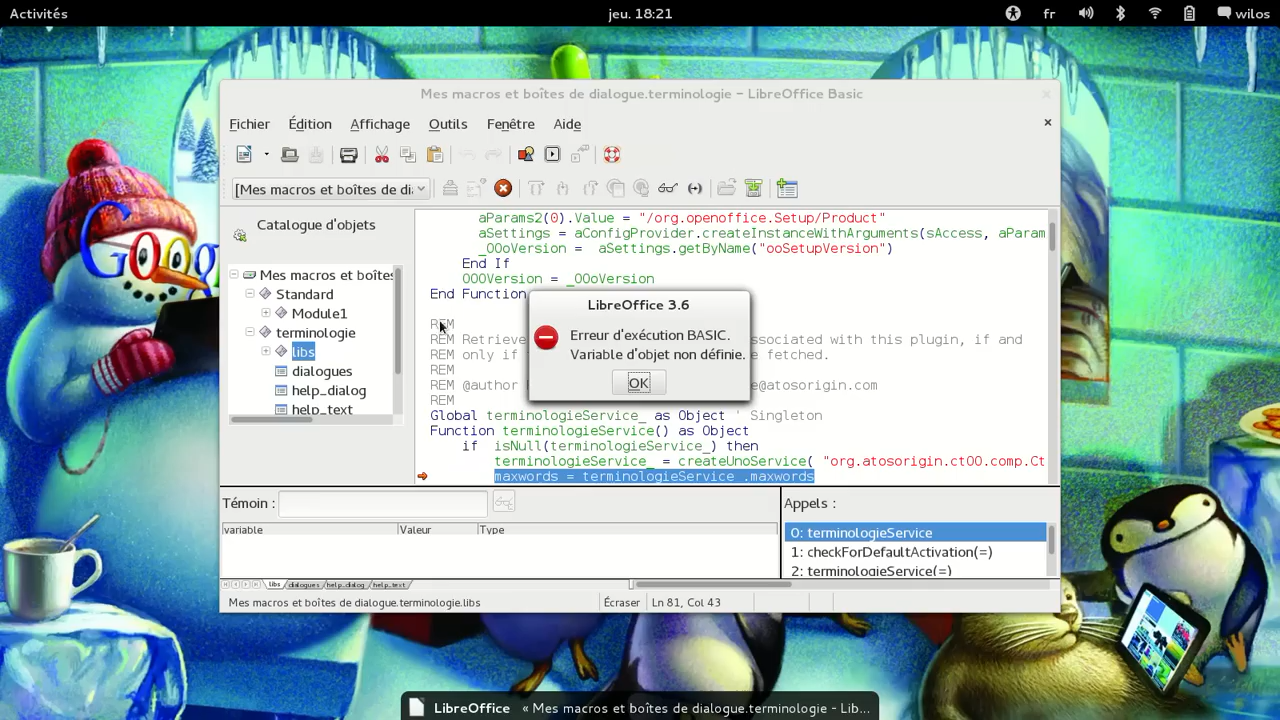 Activités
jeu. 18:21
fr
wilos
Google
Mes macros et boîtes de dialogue.terminologie – LibreOffice Basic
Fichier Édition Affichage Outils Fenêtre Aide
[Mes macros et boîtes de di
Catalogue d'objets
Mes macros et boîtes
Standard
Module1
terminologie
libs
dialogues
help_dialog
help_text
aParams2(0).Value = "/org.openoffice.Setup/Product"
aSettings = aConfigProvider.createInstanceWithArguments(sAccess, aParam
_OOoVersion = aSettings.getByName("ooSetupVersion")
End If
OOOVersion = _OOoVersion
End Function
REM
REM Retrieve ssociated with this plugin, if and
REM only if e fetched.
REM
REM @author e@atosorigin.com
REM
Global terminologieService_ as Object ' Singleton
Function terminologieService() as Object
if isNull(terminologieService_) then
terminologieService_ = createUnoService( "org.atosorigin.ctOO.comp.Ct
maxwords = terminologieService_.maxwords
LibreOffice 3.6
Erreur d'exécution BASIC.
Variable d'objet non définie.
OK
Témoin :
variable Valeur Type
Appels :
0: terminologieService
1: checkForDefaultActivation(=)
2: terminologieService(=)
libs dialogues help_dialog help_text
Mes macros et boîtes de dialogue.terminologie.libs
Écraser
Ln 81, Col 43
LibreOffice « Mes macros et boîtes de dialogue.terminologie - Lib...